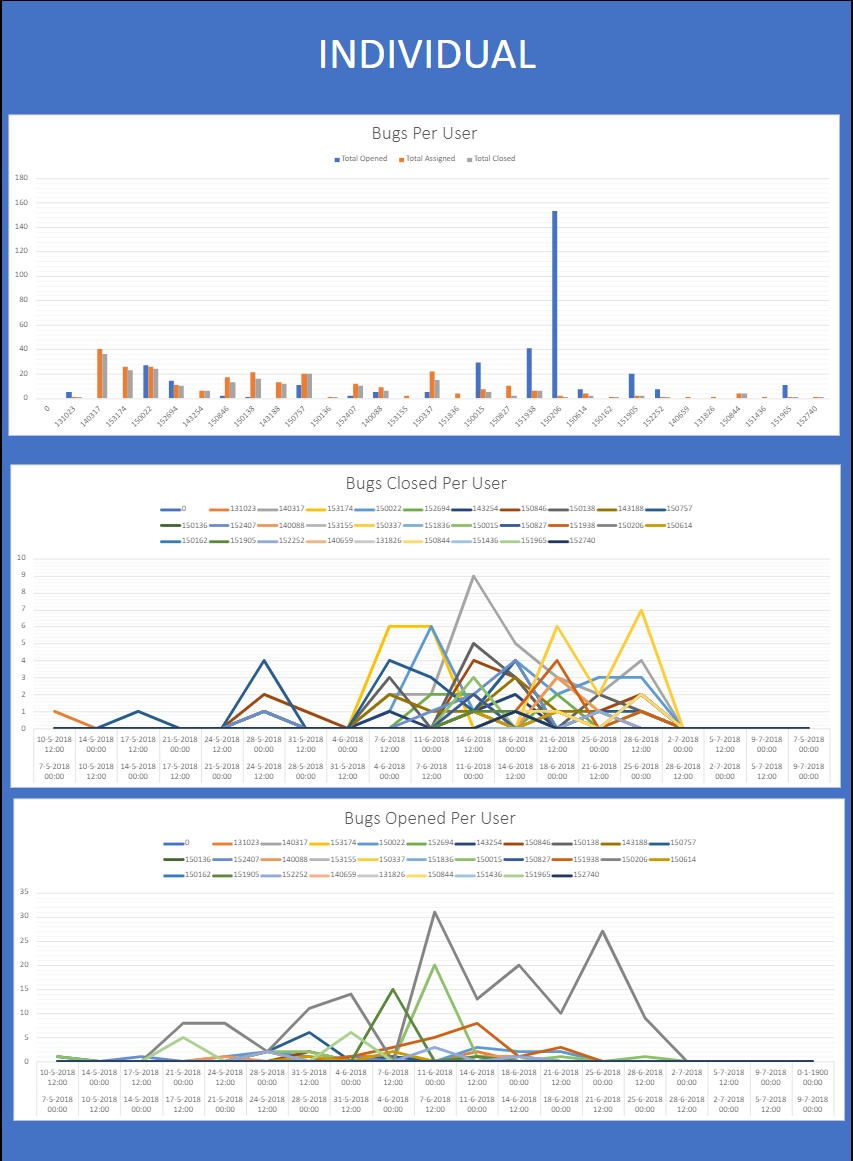 INDIVIDUAL
Bugs Per User
Total Opened Total Assigned Total Closed
180
160
140
120
100
80
60
40
20
0
0 131023 140317 153174 150022 152694 143254 150846 150138 143188 150757 150136 152407 140088 153155 150337 151836 150015 150827 151938 150206 150614 150162 151905 152252 140659 131826 150844 151436 151965 152740
Bugs Closed Per User
0 131023 140317 153174 150022 152694 143254 150846 150138 143188 150757
150136 152407 140088 153155 150337 151836 150015 150827 151938 150206 150614
150162 151905 152252 140659 131826 150844 151436 151965 152740
10
9
8
7
6
5
4
3
2
1
0
10-5-2018 14-5-2018 17-5-2018 21-5-2018 24-5-2018 28-5-2018 31-5-2018 4-6-2018 7-6-2018 11-6-2018 14-6-2018 18-6-2018 21-6-2018 25-6-2018 28-6-2018 2-7-2018 5-7-2018 9-7-2018 7-5-2018
12:00 00:00 12:00 00:00 12:00 00:00 12:00 00:00 12:00 00:00 12:00 00:00 12:00 00:00 12:00 00:00 12:00 00:00 00:00
7-5-2018 10-5-2018 14-5-2018 17-5-2018 21-5-2018 24-5-2018 28-5-2018 31-5-2018 4-6-2018 7-6-2018 11-6-2018 14-6-2018 18-6-2018 21-6-2018 25-6-2018 28-6-2018 2-7-2018 5-7-2018 9-7-2018
00:00 12:00 00:00 12:00 00:00 12:00 00:00 12:00 00:00 12:00 00:00 12:00 00:00 12:00 00:00 12:00 00:00 12:00 00:00
Bugs Opened Per User
0 131023 140317 153174 150022 152694 143254 150846 150138 143188 150757
150136 152407 140088 153155 150337 151836 150015 150827 151938 150206 150614
150162 151905 152252 140659 131826 150844 151436 151965 152740
35
30
25
20
15
10
5
0
10-5-2018 14-5-2018 17-5-2018 21-5-2018 24-5-2018 28-5-2018 31-5-2018 4-6-2018 7-6-2018 11-6-2018 14-6-2018 18-6-2018 21-6-2018 25-6-2018 28-6-2018 2-7-2018 5-7-2018 9-7-2018 0-1-1900
12:00 00:00 12:00 00:00 12:00 00:00 12:00 00:00 12:00 00:00 12:00 00:00 12:00 00:00 12:00 00:00 12:00 00:00 00:00
7-5-2018 10-5-2018 14-5-2018 17-5-2018 21-5-2018 24-5-2018 28-5-2018 31-5-2018 4-6-2018 7-6-2018 11-6-2018 14-6-2018 18-6-2018 21-6-2018 25-6-2018 28-6-2018 2-7-2018 5-7-2018 9-7-2018
00:00 12:00 00:00 12:00 00:00 12:00 00:00 12:00 00:00 12:00 00:00 12:00 00:00 12:00 00:00 12:00 00:00 12:00 00:00